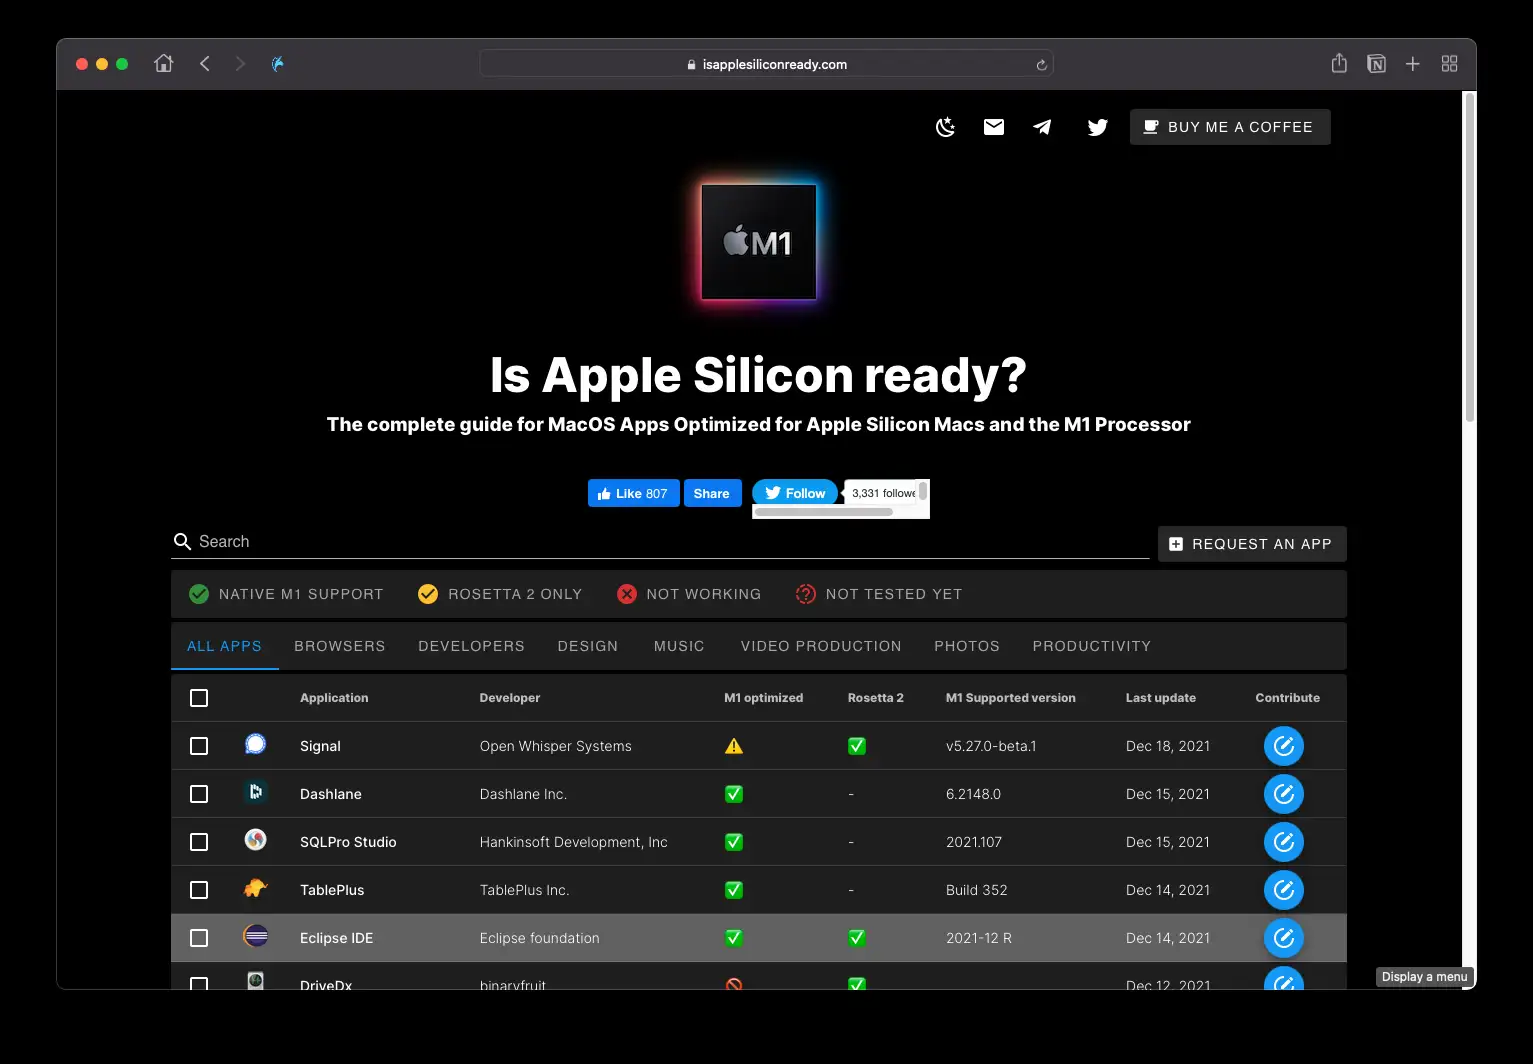 isapplesiliconready.com
BUY ME A COFFEE
M1
Is Apple Silicon ready?
The complete guide for MacOS Apps Optimized for Apple Silicon Macs and the M1 Processor
Like 807 Share Follow 3,331 followe
Search REQUEST AN APP
NATIVE M1 SUPPORT ROSETTA 2 ONLY NOT WORKING NOT TESTED YET
ALL APPS BROWSERS DEVELOPERS DESIGN MUSIC VIDEO PRODUCTION PHOTOS PRODUCTIVITY
Application Developer M1 optimized Rosetta 2 M1 Supported version Last update Contribute
Signal Open Whisper Systems v5.27.0-beta.1 Dec 18, 2021
Dashlane Dashlane Inc. - 6.2148.0 Dec 15, 2021
SQLPro Studio Hankinsoft Development, Inc - 2021.107 Dec 15, 2021
TablePlus TablePlus Inc. - Build 352 Dec 14, 2021
Eclipse IDE Eclipse foundation 2021-12 R Dec 14, 2021
DriveDx binaryfruit Dec 12, 2021
Display a menu